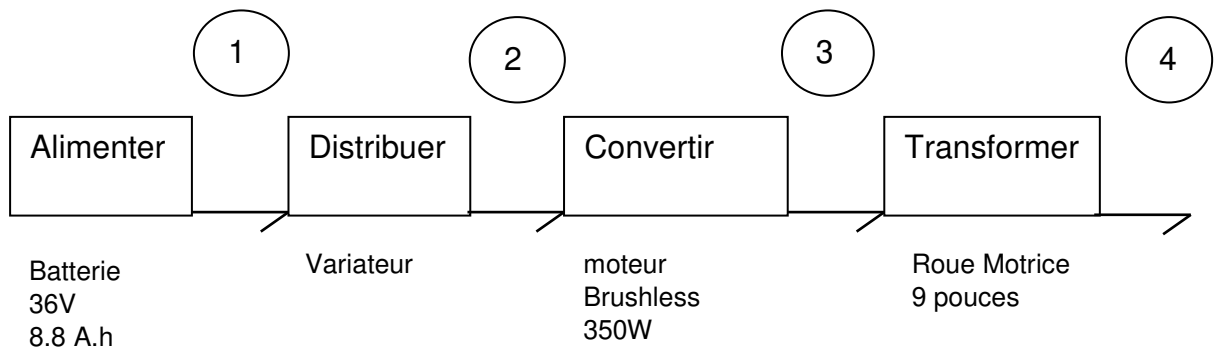 1
2
3
4
Alimenter
Distribuer
Convertir
Transformer
Batterie
36V
8.8 A.h
Variateur
moteur
Brushless
350W
Roue Motrice
9 pouces